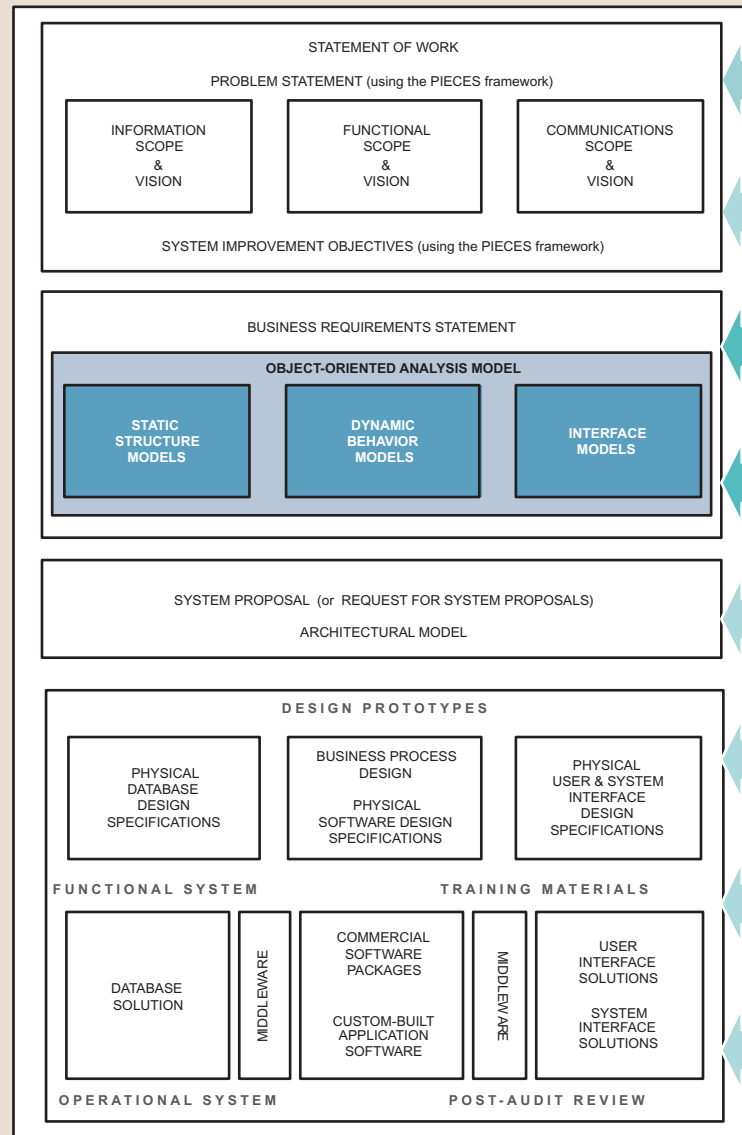 STATEMENT OF WORK
PROBLEM STATEMENT (using the PIECES framework)
INFORMATION
SCOPE
&
VISION
FUNCTIONAL
SCOPE
&
VISION
COMMUNICATIONS
SCOPE
&
VISION
SYSTEM IMPROVEMENT OBJECTIVES (using the PIECES framework)
BUSINESS REQUIREMENTS STATEMENT
OBJECT-ORIENTED ANALYSIS MODEL
STATIC
STRUCTURE
MODELS
DYNAMIC
BEHAVIOR
MODELS
INTERFACE
MODELS
SYSTEM PROPOSAL (or REQUEST FOR SYSTEM PROPOSALS)
ARCHITECTURAL MODEL
DESIGN PROTOTYPES
PHYSICAL
DATABASE
DESIGN
SPECIFICATIONS
BUSINESS PROCESS
DESIGN
PHYSICAL
SOFTWARE DESIGN
SPECIFICATIONS
PHYSICAL
USER & SYSTEM
INTERFACE
DESIGN
SPECIFICATIONS
FUNCTIONAL SYSTEM
TRAINING MATERIALS
DATABASE
SOLUTION
MIDDLEWARE
COMMERCIAL
SOFTWARE
PACKAGES
CUSTOM-BUILT
APPLICATION
SOFTWARE
MIDDLEWARE
USER
INTERFACE
SOLUTIONS
SYSTEM
INTERFACE
SOLUTIONS
OPERATIONAL SYSTEM
POST-AUDIT REVIEW